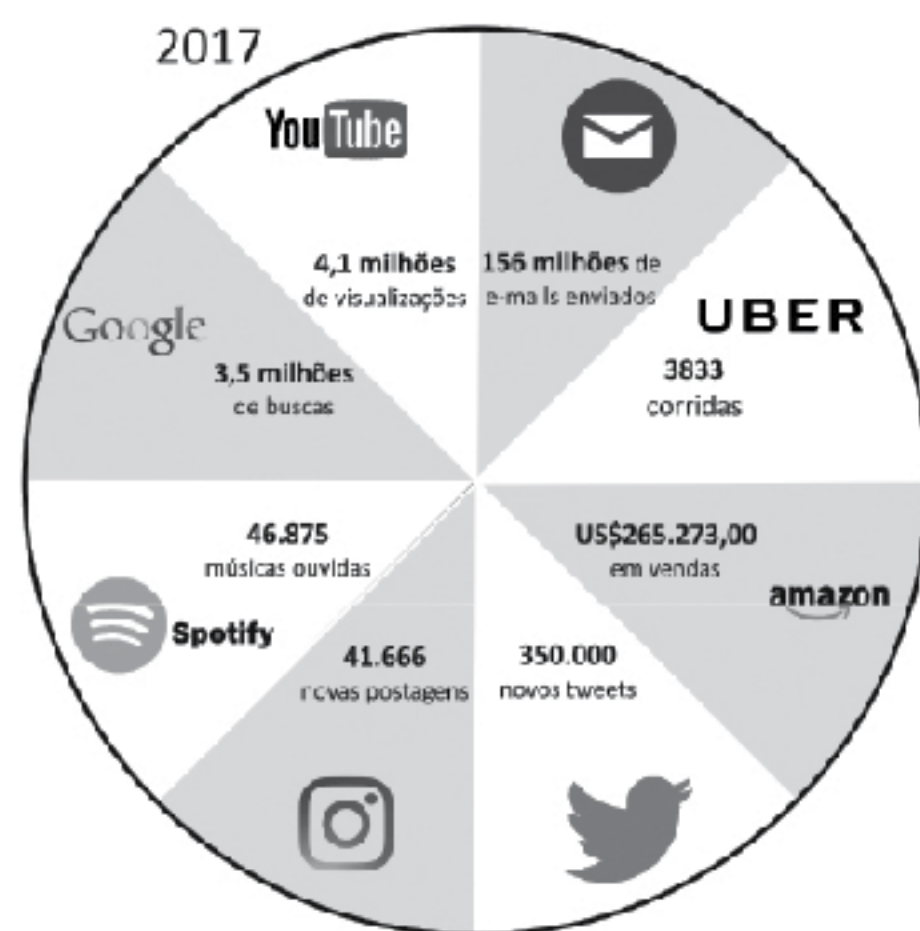 2017
YouTube
4,1 milhões
de visualizações
156 milhões de
e-mails enviados
UBER
3833
corridas
US$265.273,00
em vendas
amazon
350.000
novos tweets
41.666
novas postagens
46.875
músicas ouvidas
Spotify
Google
3,5 milhões
de buscas